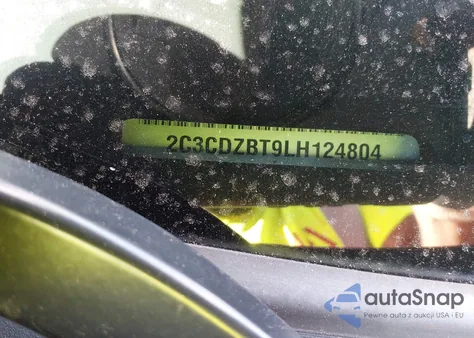 2C3CDZBT9LH124804
autaSnap
Pewne auta z aukcji USA i EU